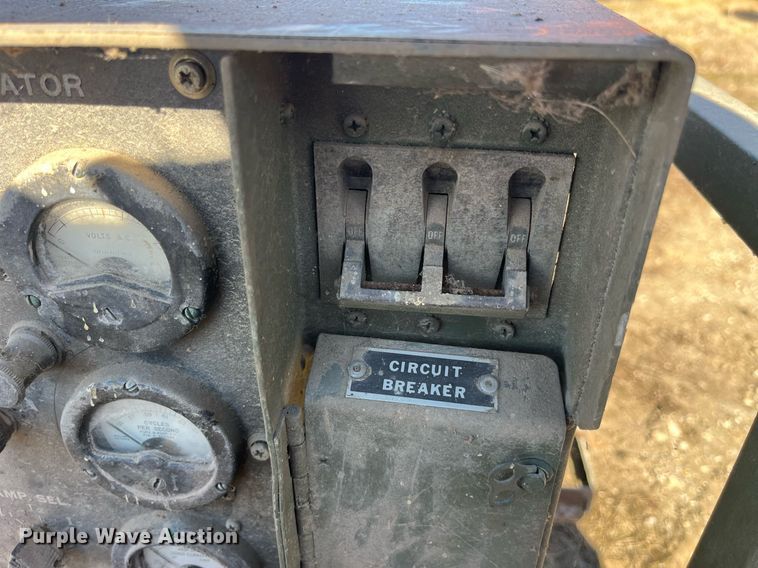 ATOR
VOLTS A.C.
OFF OFF OFF
CIRCUIT
BREAKER
CYCLES
PER SECOND
AMP. SEL.
Purple Wave Auction